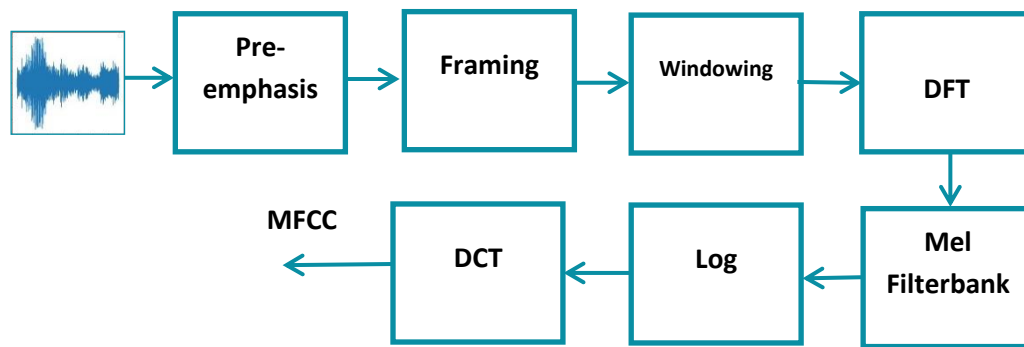 Pre-
emphasis
Framing
Windowing
DFT
Mel
Filterbank
Log
DCT
MFCC